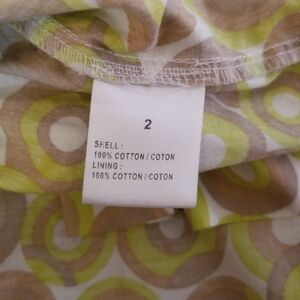 2
SHELL :
100% COTTON / COTON
LINING :
100% COTTON / COTON